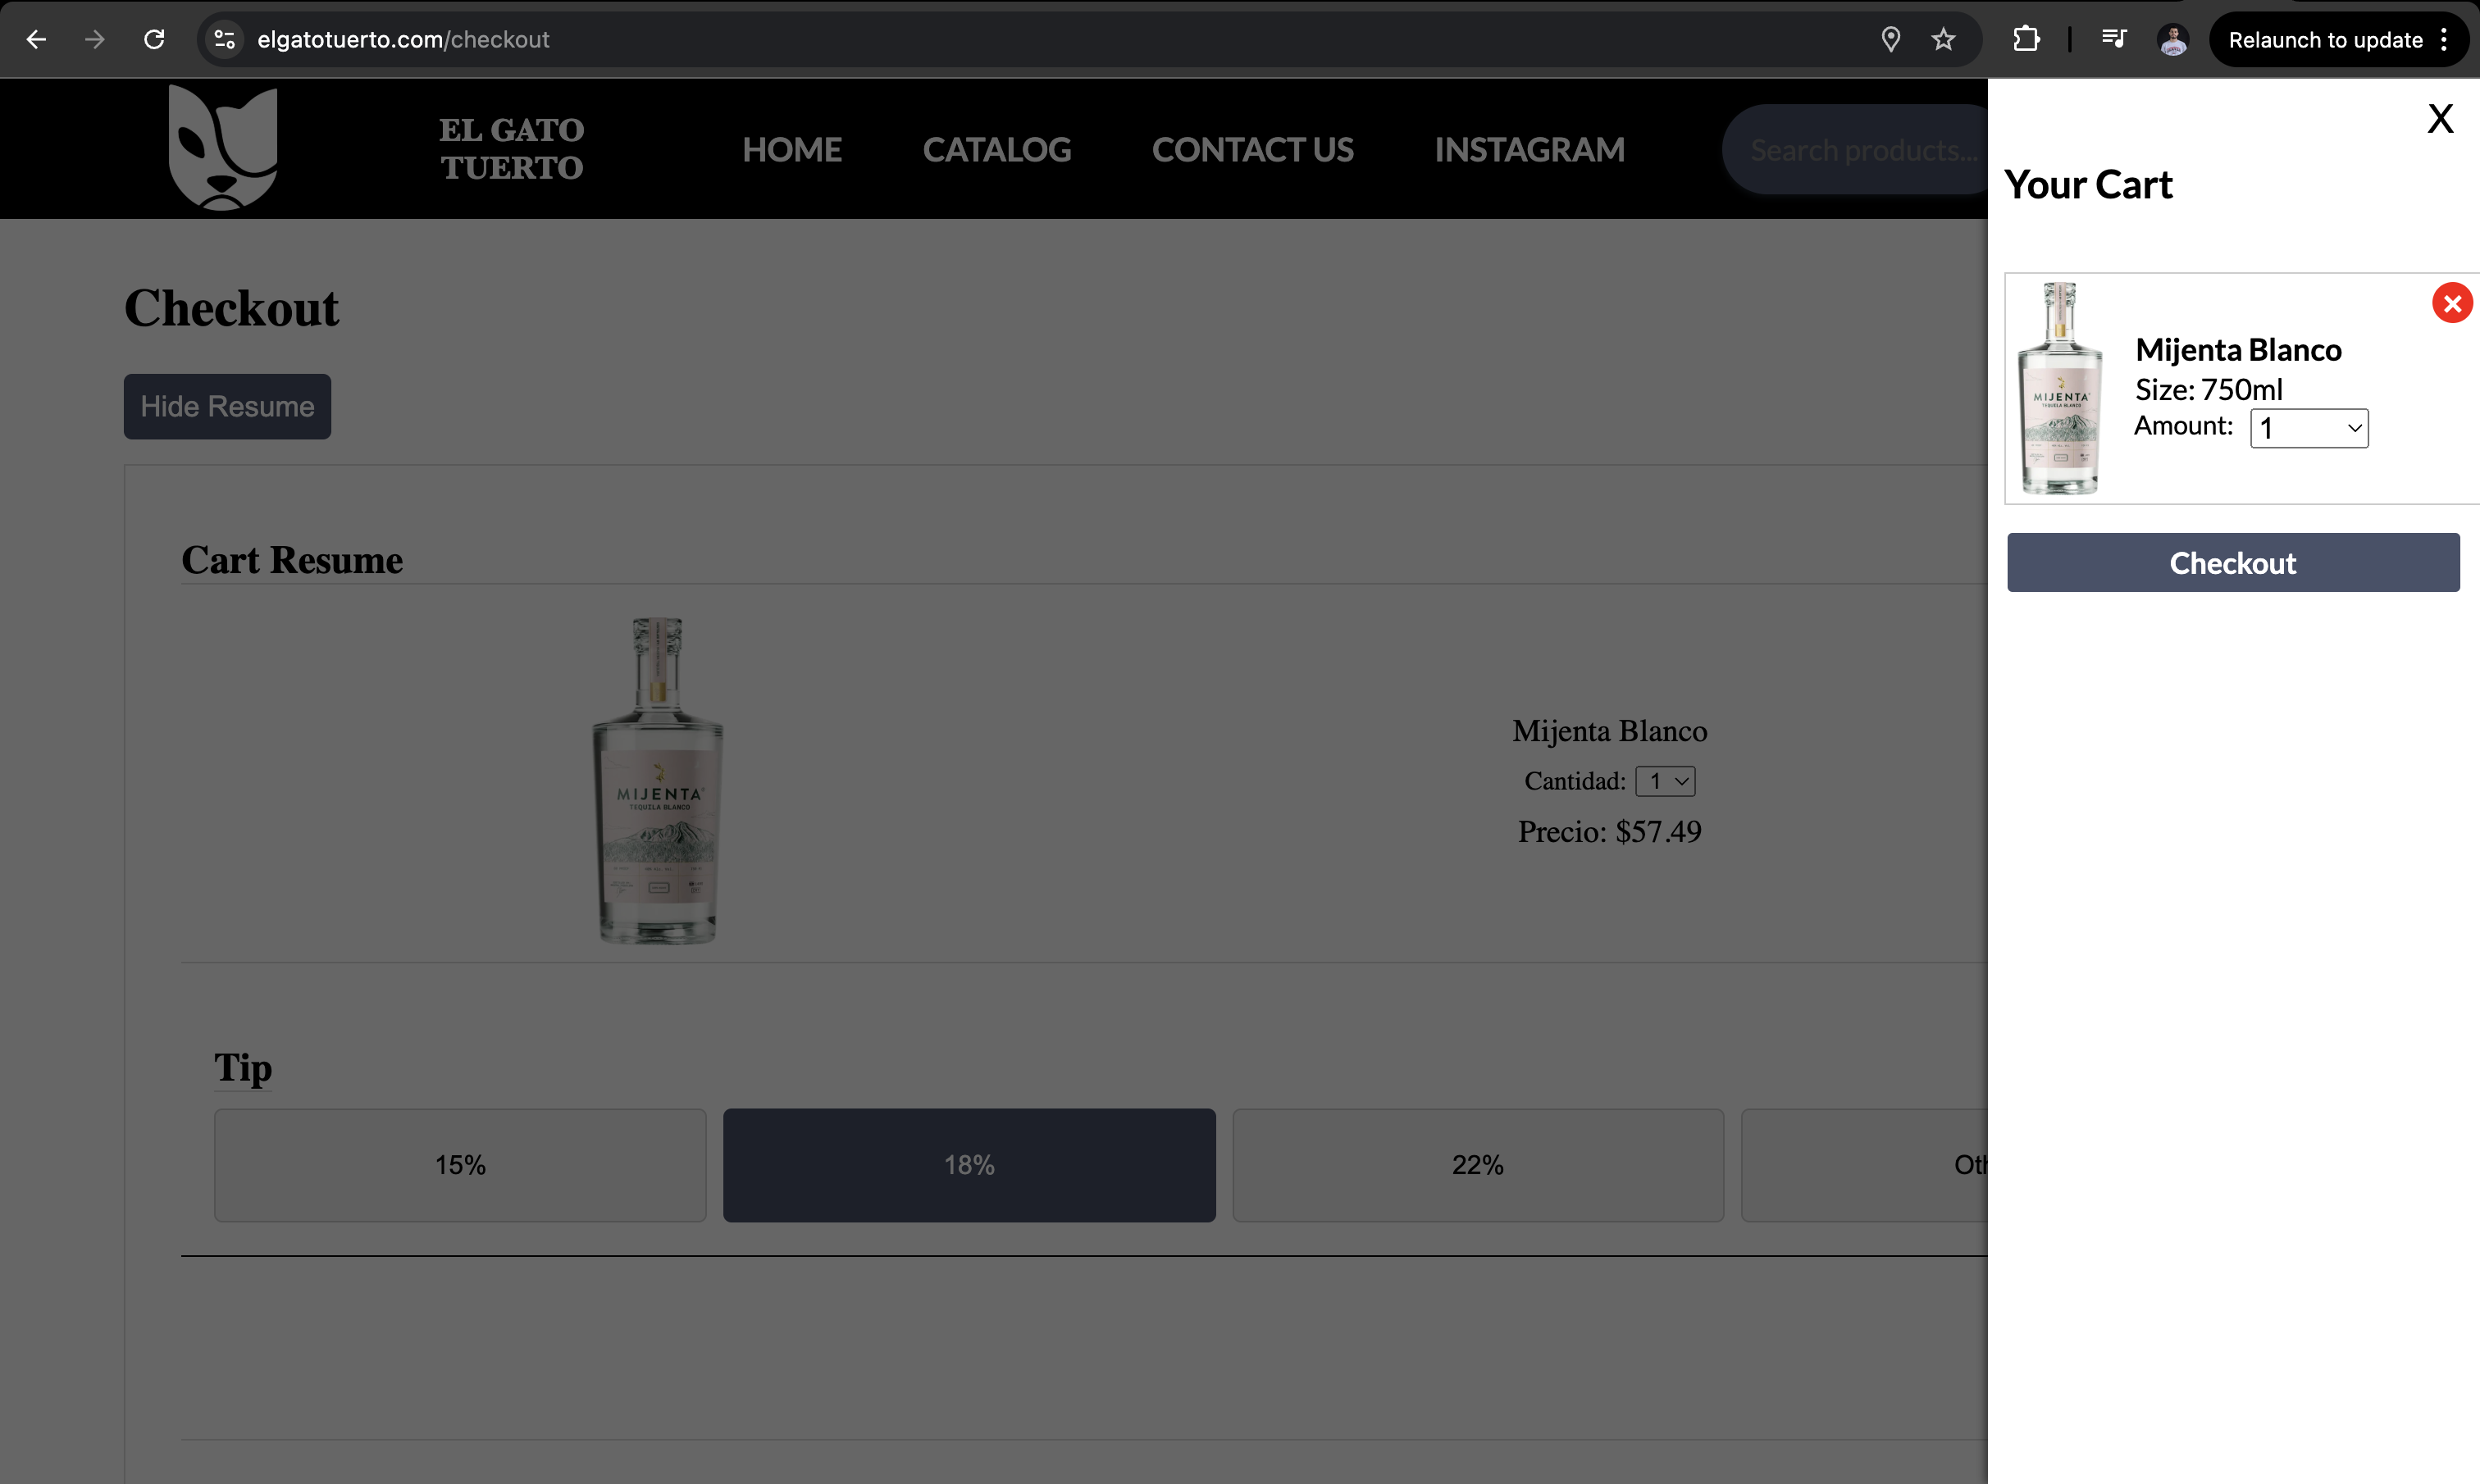 elgatotuerto.com/checkout
Relaunch to update
EL GATO
TUERTO
HOME
CATALOG
CONTACT US
INSTAGRAM
Search products...
X
Your Cart
Checkout
Hide Resume
MIJENTA
TEQUILA BLANCO
Mijenta Blanco
Size: 750ml
Amount: 1
Checkout
Cart Resume
MIJENTA
TEQUILA BLANCO
Mijenta Blanco
Cantidad: 1
Precio: $57.49
Tip
15%
18%
22%